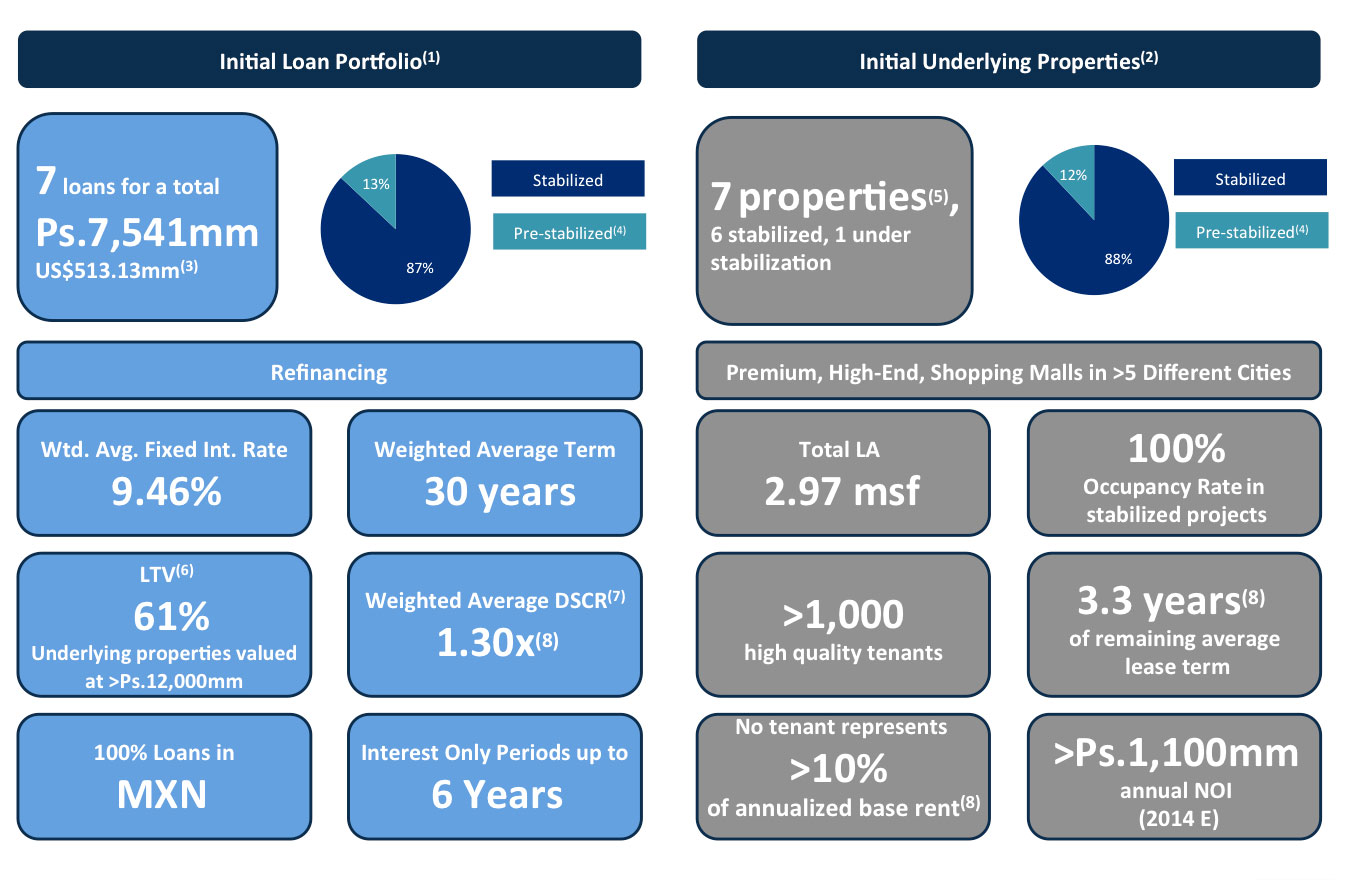 Initial Loan Portfolio(1)
7 loans for a total
Ps.7,541mm
US$513.13mm(3)
13%
87%
Stabilized
Pre-stabilized(4)
Refinancing
Wtd. Avg. Fixed Int. Rate
9.46%
Weighted Average Term
30 years
LTV(6)
61%
Underlying properties valued
at >Ps.12,000mm
Weighted Average DSCR(7)
1.30x(8)
100% Loans in
MXN
Interest Only Periods up to
6 Years
Initial Underlying Properties(2)
7 properties(5),
6 stabilized, 1 under
stabilization
12%
88%
Stabilized
Pre-stabilized(4)
Premium, High-End, Shopping Malls in >5 Different Cities
Total LA
2.97 msf
100%
Occupancy Rate in
stabilized projects
>1,000
high quality tenants
3.3 years(8)
of remaining average
lease term
No tenant represents
>10%
of annualized base rent(8)
>Ps.1,100mm
annual NOI
(2014 E)